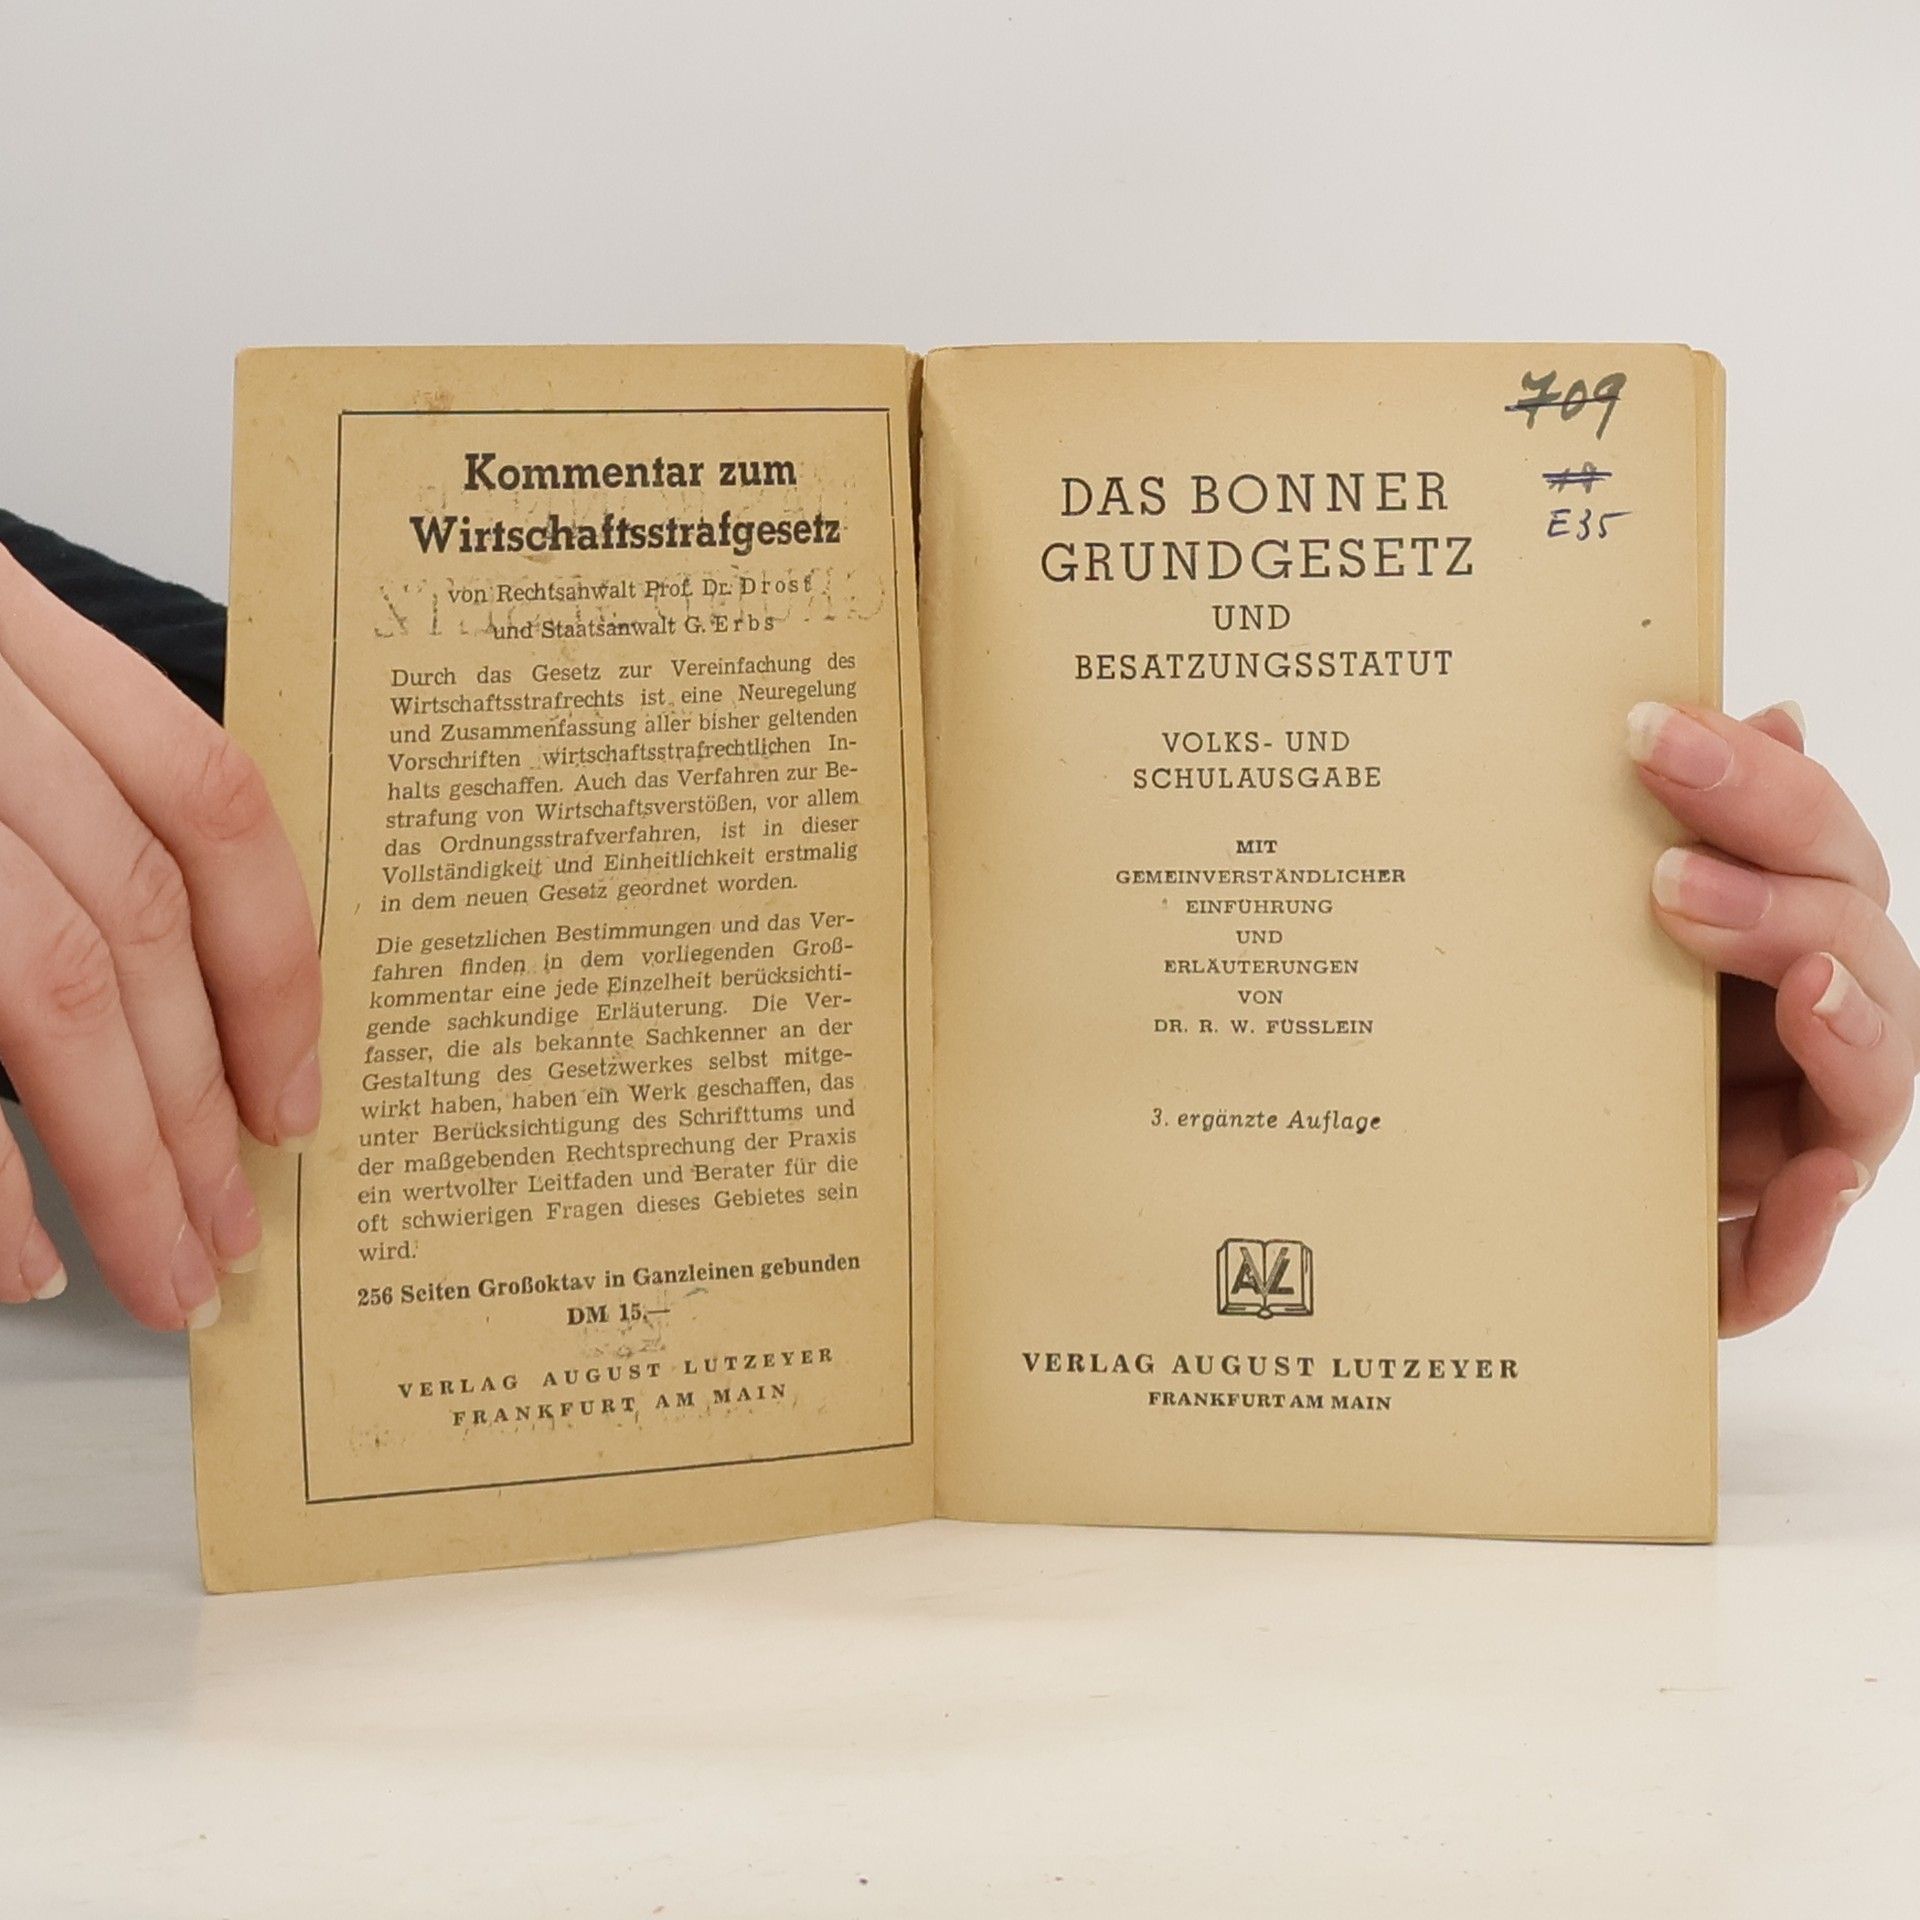 Kommentar zum
Wirtschaftsstrafgesetz
von Rechtsanwalt Prof. Dr. Drost
und Staatsanwalt G. Erbs
Durch das Gesetz zur Vereinfachung des
Wirtschaftsstrafrechts ist eine Neuregelung
und Zusammenfassung aller bisher geltenden
Vorschriften wirtschaftsstrafrechtlichen In-
halts geschaffen. Auch das Verfahren zur Be-
strafung von Wirtschaftsverstößen, vor allem
das Ordnungsstrafverfahren, ist in dieser
Vollständigkeit und Einheitlichkeit erstmalig
in dem neuen Gesetz geordnet worden.
Die gesetzlichen Bestimmungen und das Ver-
fahren finden in dem vorliegenden Groß-
kommentar eine jede Einzelheit berücksichti-
gende sachkundige Erläuterung. Die Ver-
fasser, die als bekannte Sachkenner an der
Gestaltung des Gesetzwerkes selbst mitge-
wirkt haben, haben ein Werk geschaffen, das
unter Berücksichtigung des Schrifttums und
der maßgebenden Rechtsprechung der Praxis
ein wertvoller Leitfaden und Berater für die
oft schwierigen Fragen dieses Gebietes sein
wird.
256 Seiten Großoktav in Ganzleinen gebunden
DM 15,—
VERLAG AUGUST LUTZEYER
FRANKFURT AM MAIN
709
E35
DAS BONNER
GRUNDGESETZ
UND
BESATZUNGSSTATUT
VOLKS- UND
SCHULAUSGABE
MIT
GEMEINVERSTÄNDLICHER
EINFÜHRUNG
UND
ERLÄUTERUNGEN
VON
DR. R. W. FÜSSLEIN
3. ergänzte Auflage
AVL
VERLAG AUGUST LUTZEYER
FRANKFURT AM MAIN